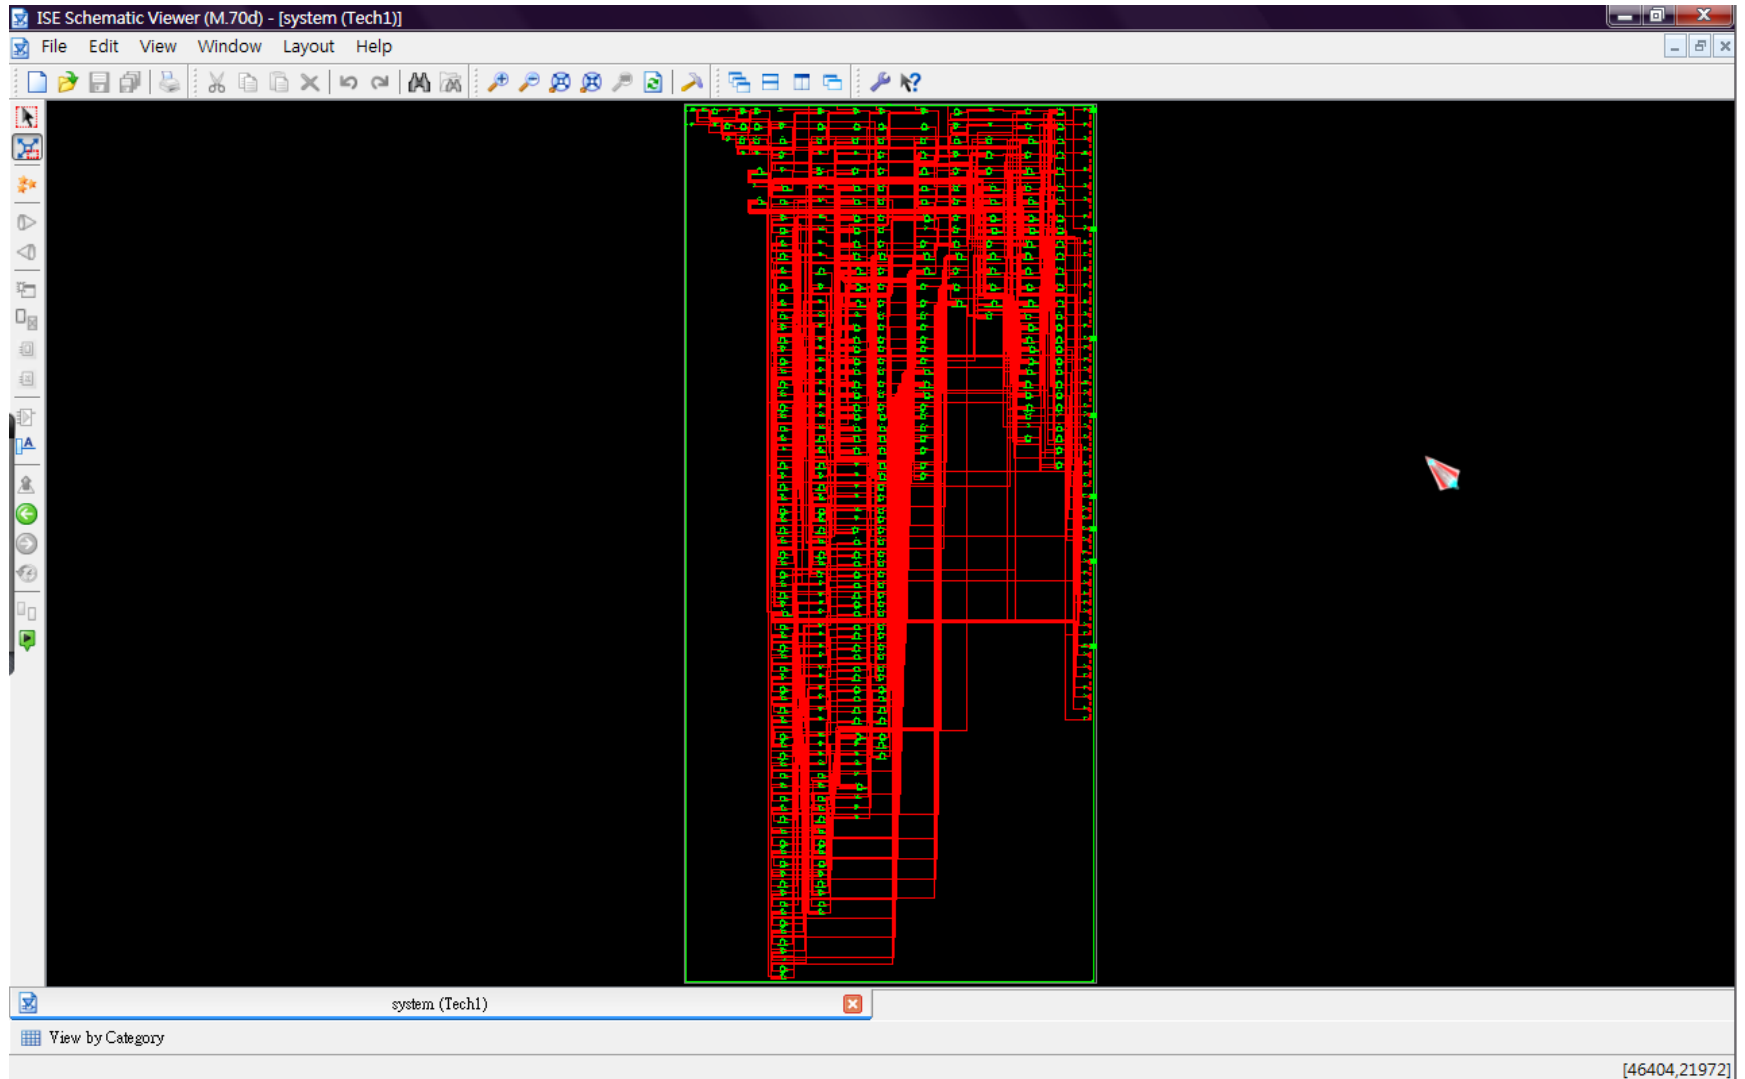 ISE Schematic Viewer (M.70d) - [system (Tech1)]
File Edit View Window Layout Help
system (Tech1)
View by Category
[46404,21972]